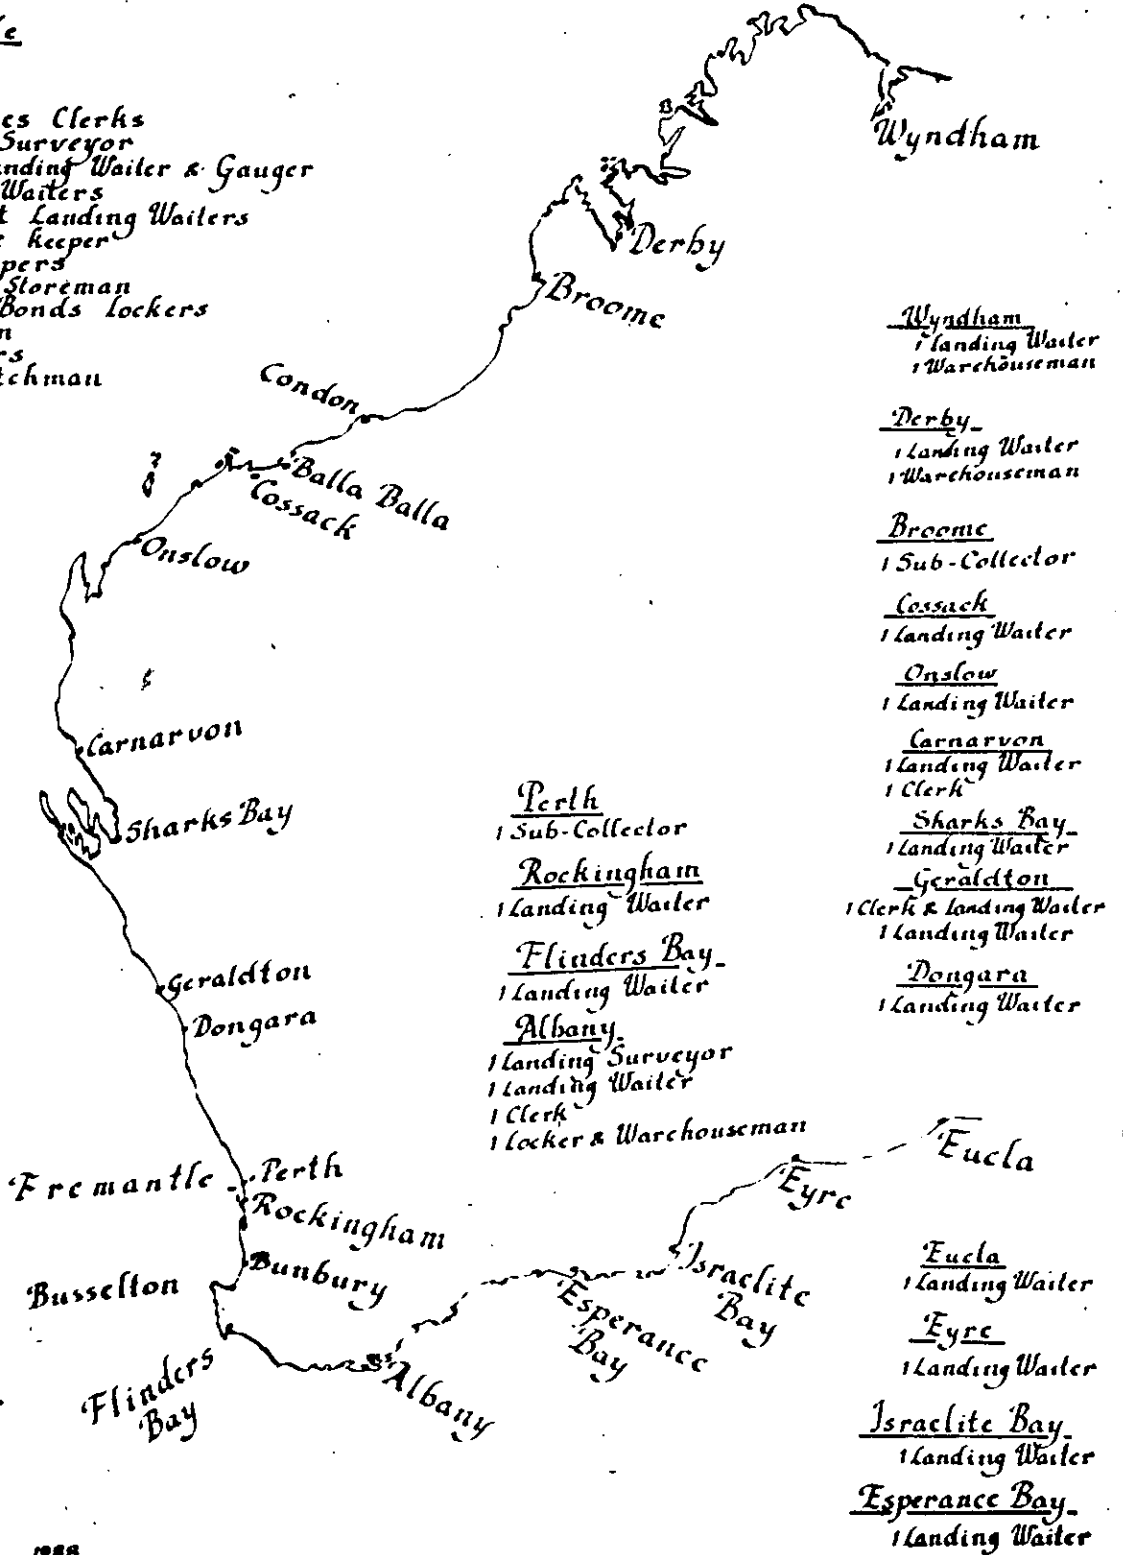 es Clerks
Surveyor
nding Waiter & Gauger
Waiters
t Landing Waiters
keeper
pers
Storeman
Bonds Lockers
n
rs
tchman
Wyndham
Derby
Broome
Condon
Balla Balla
Cossack
Onslow
Carnarvon
Sharks Bay
Geraldton
Dongara
Fremantle
Perth
Rockingham
Bunbury
Busselton
Flinders
Bay
Albany
Esperance
Bay
Israelite
Bay
Eyre
Eucla
Perth
1 Sub-Collector
Rockingham
1 Landing Waiter
Flinders Bay
1 Landing Waiter
Albany
1 Landing Surveyor
1 Landing Waiter
1 Clerk
1 Locker & Warehouseman
Wyndham
1 Landing Waiter
1 Warehouseman
Derby
1 Landing Waiter
1 Warehouseman
Broome
1 Sub-Collector
Cossack
1 Landing Waiter
Onslow
1 Landing Waiter
Carnarvon
1 Landing Waiter
1 Clerk
Sharks Bay
1 Landing Waiter
Geraldton
1 Clerk & Landing Waiter
1 Landing Waiter
Dongara
1 Landing Waiter
Eucla
1 Landing Waiter
Eyre
1 Landing Waiter
Israelite Bay
1 Landing Waiter
Esperance Bay
1 Landing Waiter